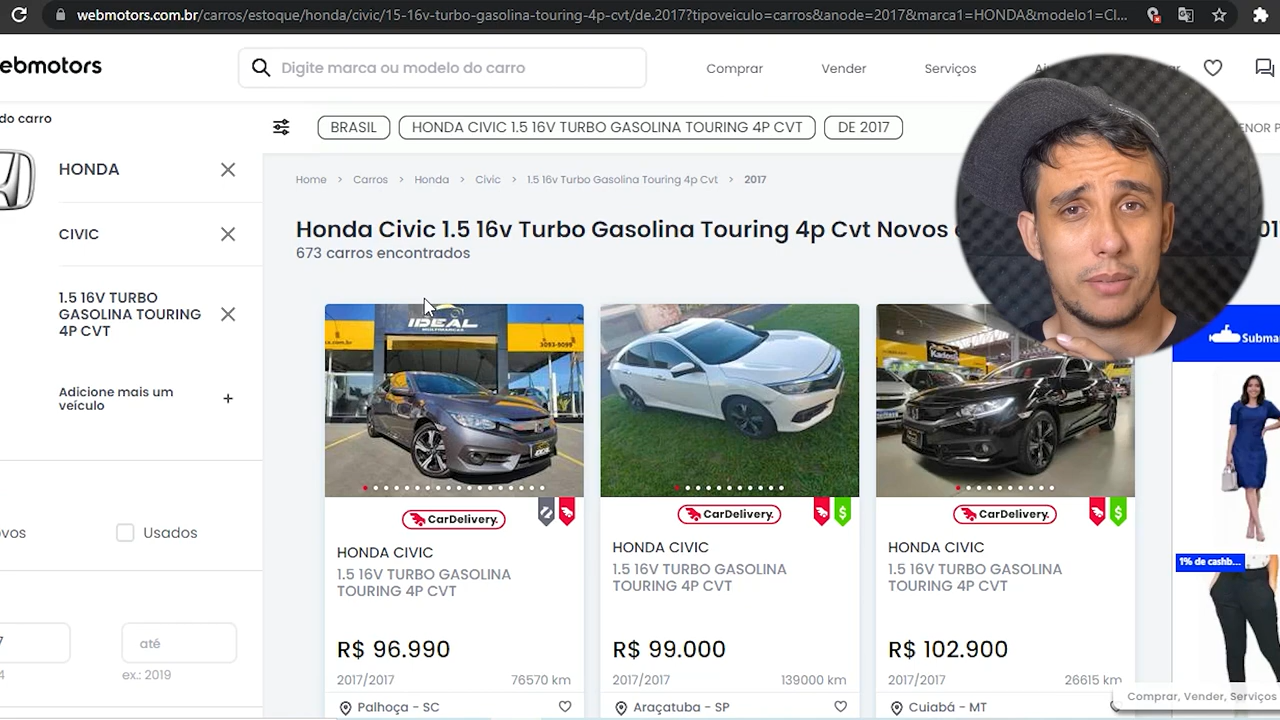 webmotors.com.br/carros/estoque/honda/civic/15-16v-turbo-gasolina-touring-4p-cvt/de.2017?tipoveiculo=carros&anode=2017&marca1=HONDA&modelo1=CI...
ebmotors
Digite marca ou modelo do carro
Comprar
Vender
Serviços
do carro
BRASIL
HONDA CIVIC 1.5 16V TURBO GASOLINA TOURING 4P CVT
DE 2017
ENOR P
HONDA
CIVIC
1.5 16V TURBO
GASOLINA TOURING
4P CVT
Adicione mais um
veículo
+
ovos
Usados
até
ex.: 2019
Home > Carros > Honda > Civic > 1.5 16v Turbo Gasolina Touring 4p Cvt > 2017
Honda Civic 1.5 16v Turbo Gasolina Touring 4p Cvt Novos
673 carros encontrados
IDEAL
MULTIMARCAS
3093-9099
CarDelivery.
HONDA CIVIC
1.5 16V TURBO GASOLINA
TOURING 4P CVT
R$ 96.990
2017/2017 76570 km
Palhoça - SC
CarDelivery.
$
HONDA CIVIC
1.5 16V TURBO GASOLINA
TOURING 4P CVT
R$ 99.000
2017/2017 139000 km
Araçatuba - SP
Kadosh
CarDelivery.
$
HONDA CIVIC
1.5 16V TURBO GASOLINA
TOURING 4P CVT
R$ 102.900
2017/2017 26615 km
Cuiabá - MT
Subma
1% de cashb...
Comprar, Vender, Serviços